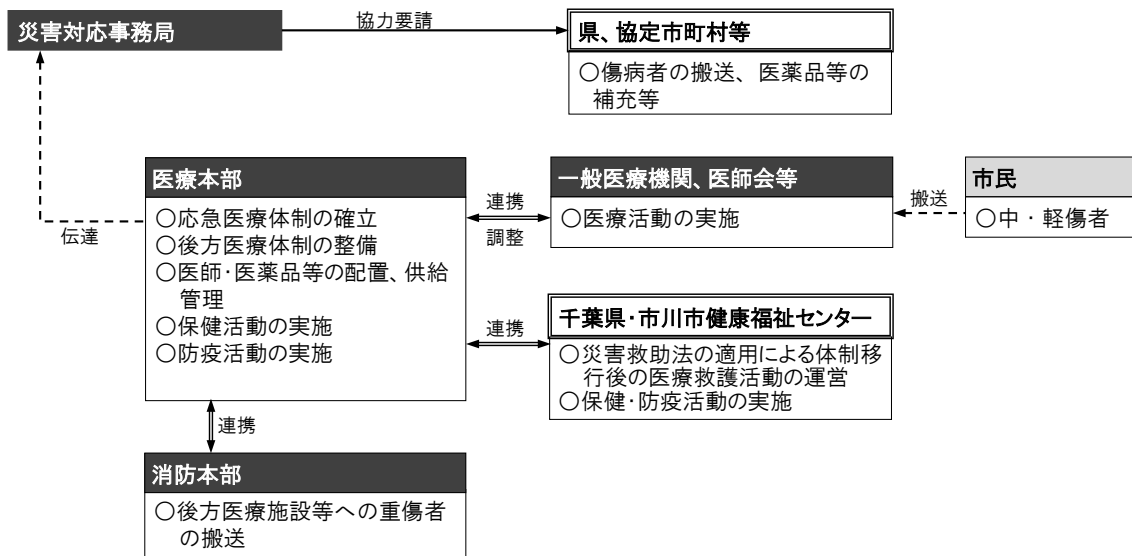 災害対応事務局
協力要請
県、協定市町村等
○傷病者の搬送、医薬品等の
補充等
医療本部
○応急医療体制の確立
○後方医療体制の整備
○医師・医薬品等の配置、供給
管理
○保健活動の実施
○防疫活動の実施
伝達
連携
調整
一般医療機関、医師会等
○医療活動の実施
搬送
市民
○中・軽傷者
連携
千葉県・市川市健康福祉センター
○災害救助法の適用による体制移
行後の医療救護活動の運営
○保健・防疫活動の実施
連携
消防本部
○後方医療施設等への重傷者
の搬送